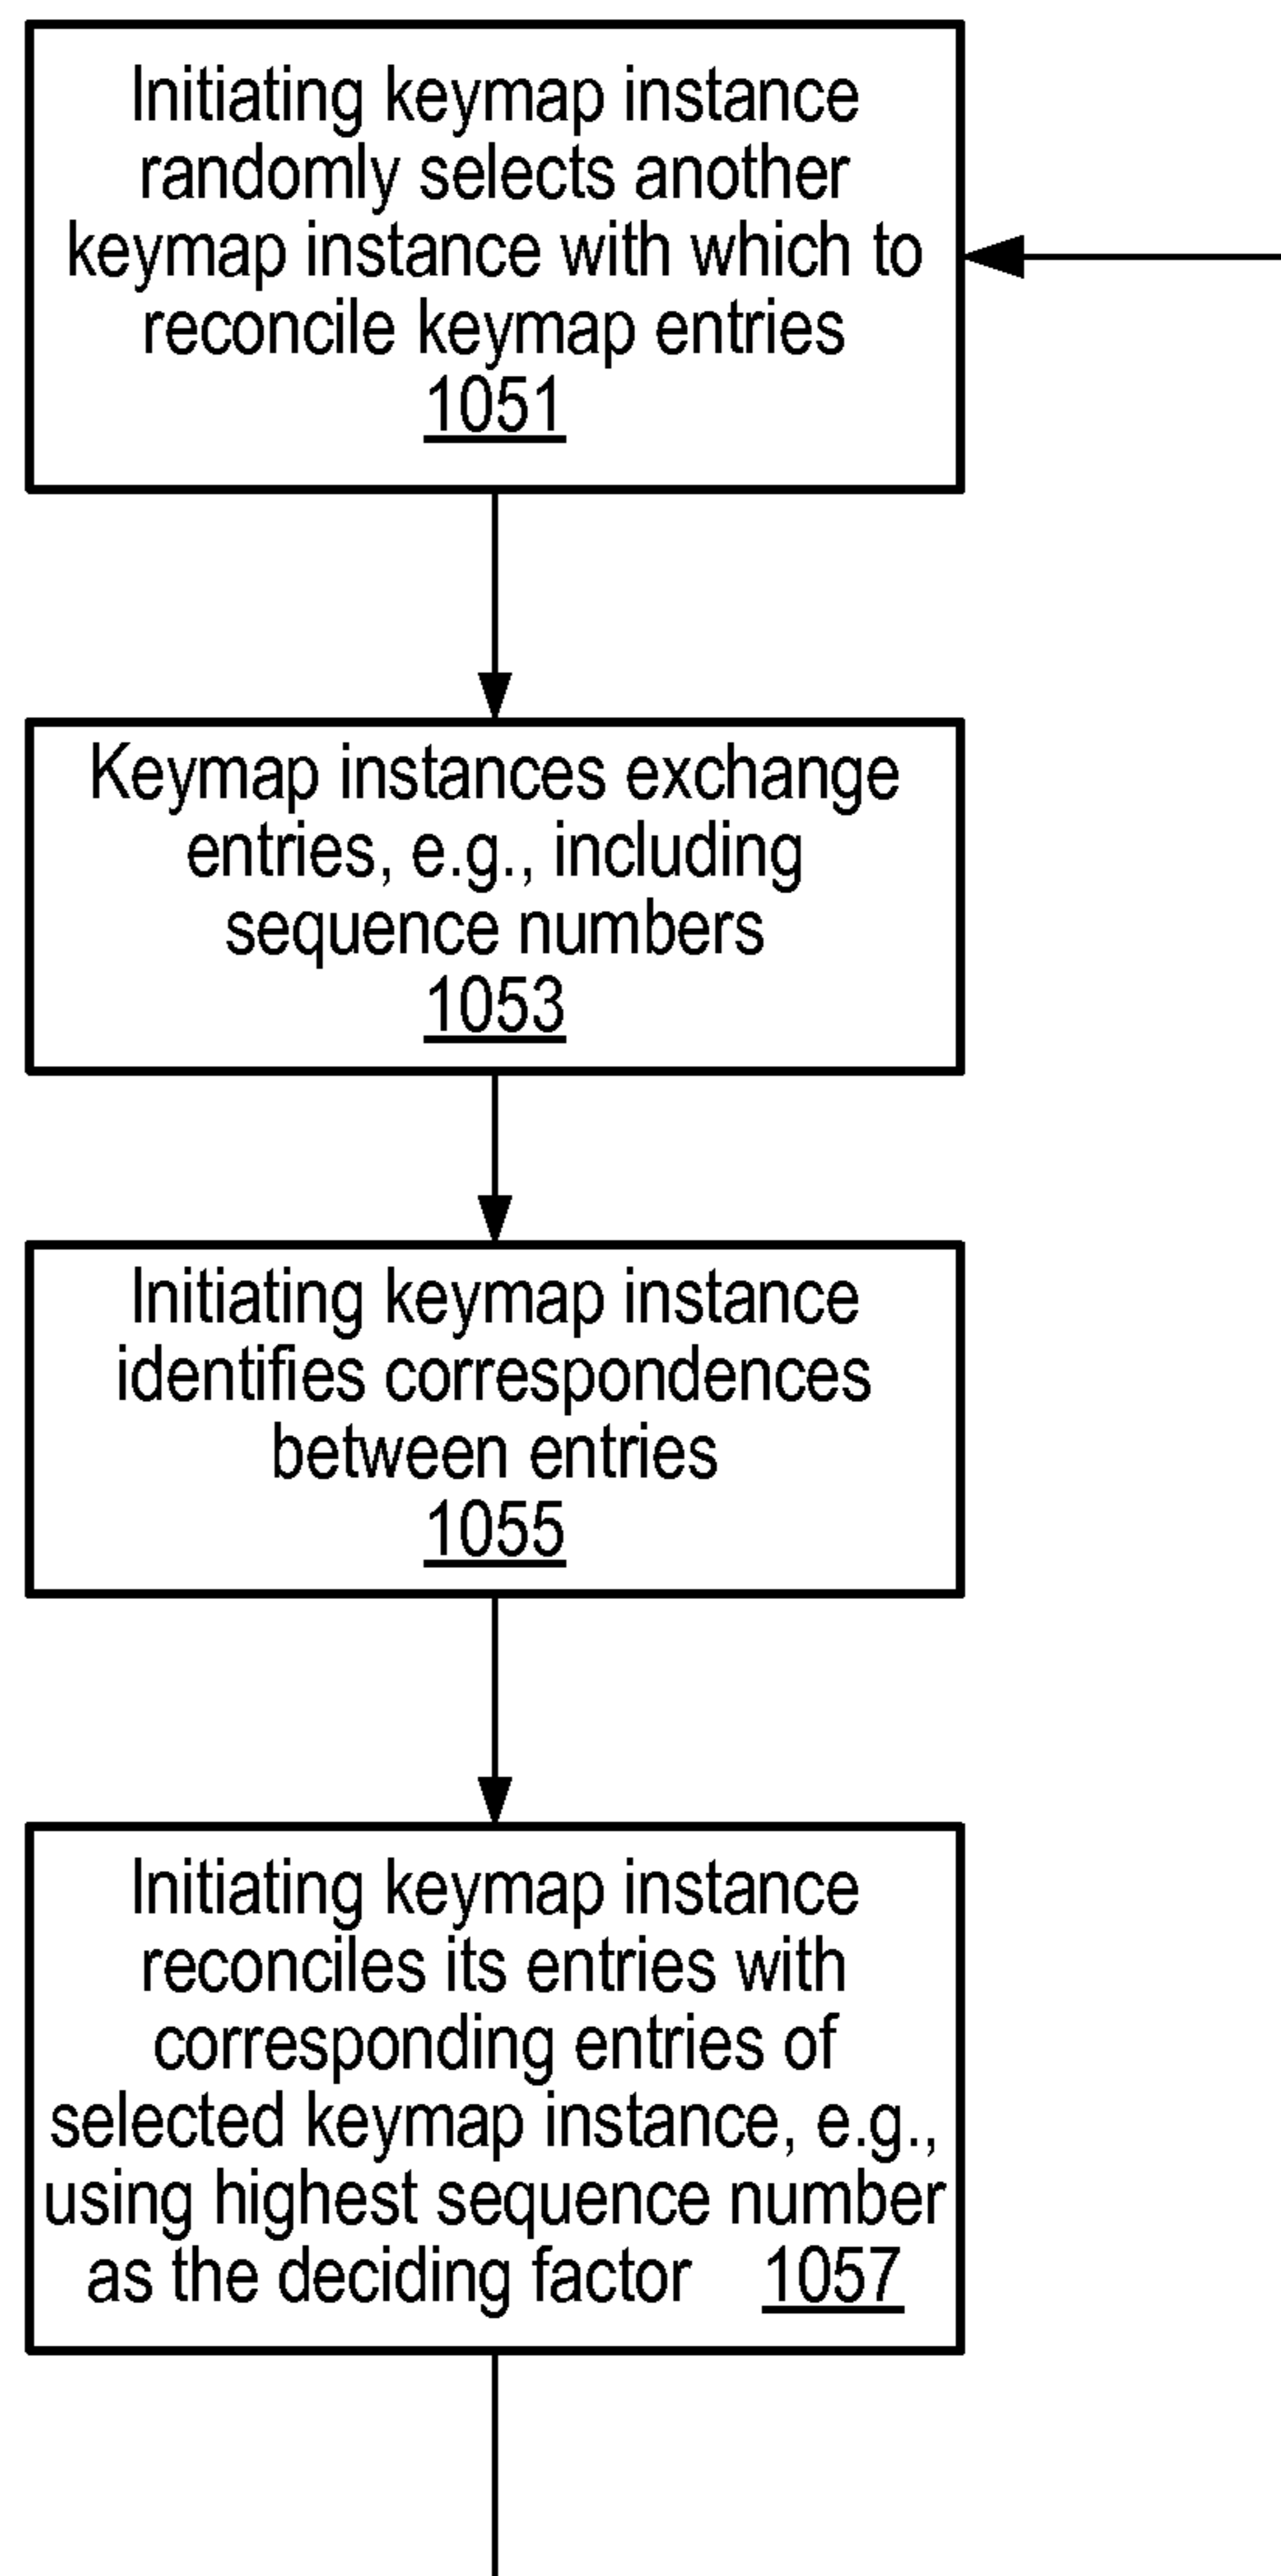 Initiating keymap instance
randomly selects another
keymap instance with which to
reconcile keymap entries
1051
Keymap instances exchange
entries, e.g., including
sequence numbers
1053
Initiating keymap instance
identifies correspondences
between entries
1055
Initiating keymap instance
reconciles its entries with
corresponding entries of
selected keymap instance, e.g.,
using highest sequence number
as the deciding factor 1057